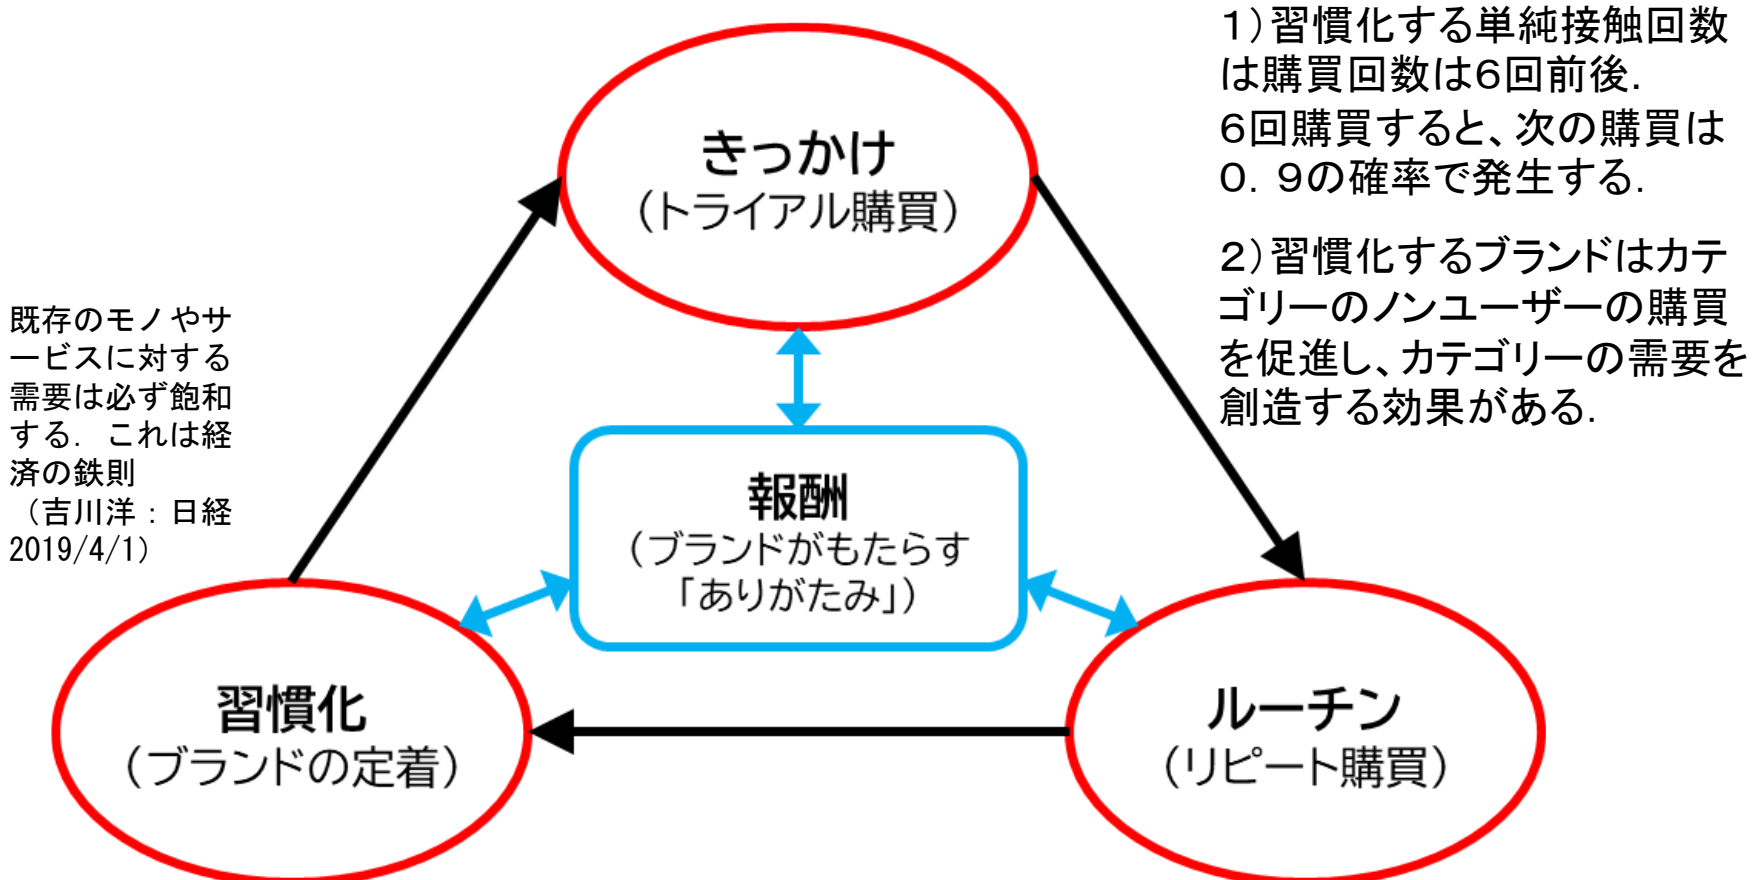 1)習慣化する単純接触回数
は購買回数は6回前後.
6回購買すると、次の購買は
0.9の確率で発生する.
2)習慣化するブランドはカテ
ゴリーのノンユーザーの購買
を促進し、カテゴリーの需要を
創造する効果がある.
きっかけ
(トライアル購買)
既存のモノやサ
ービスに対する
需要は必ず飽和
する.これは経
済の鉄則
(吉川洋:日経
2019/4/1)
報酬
(ブランドがもたらす
「ありがたみ」)
習慣化
(ブランドの定着)
ルーチン
(リピート購買)